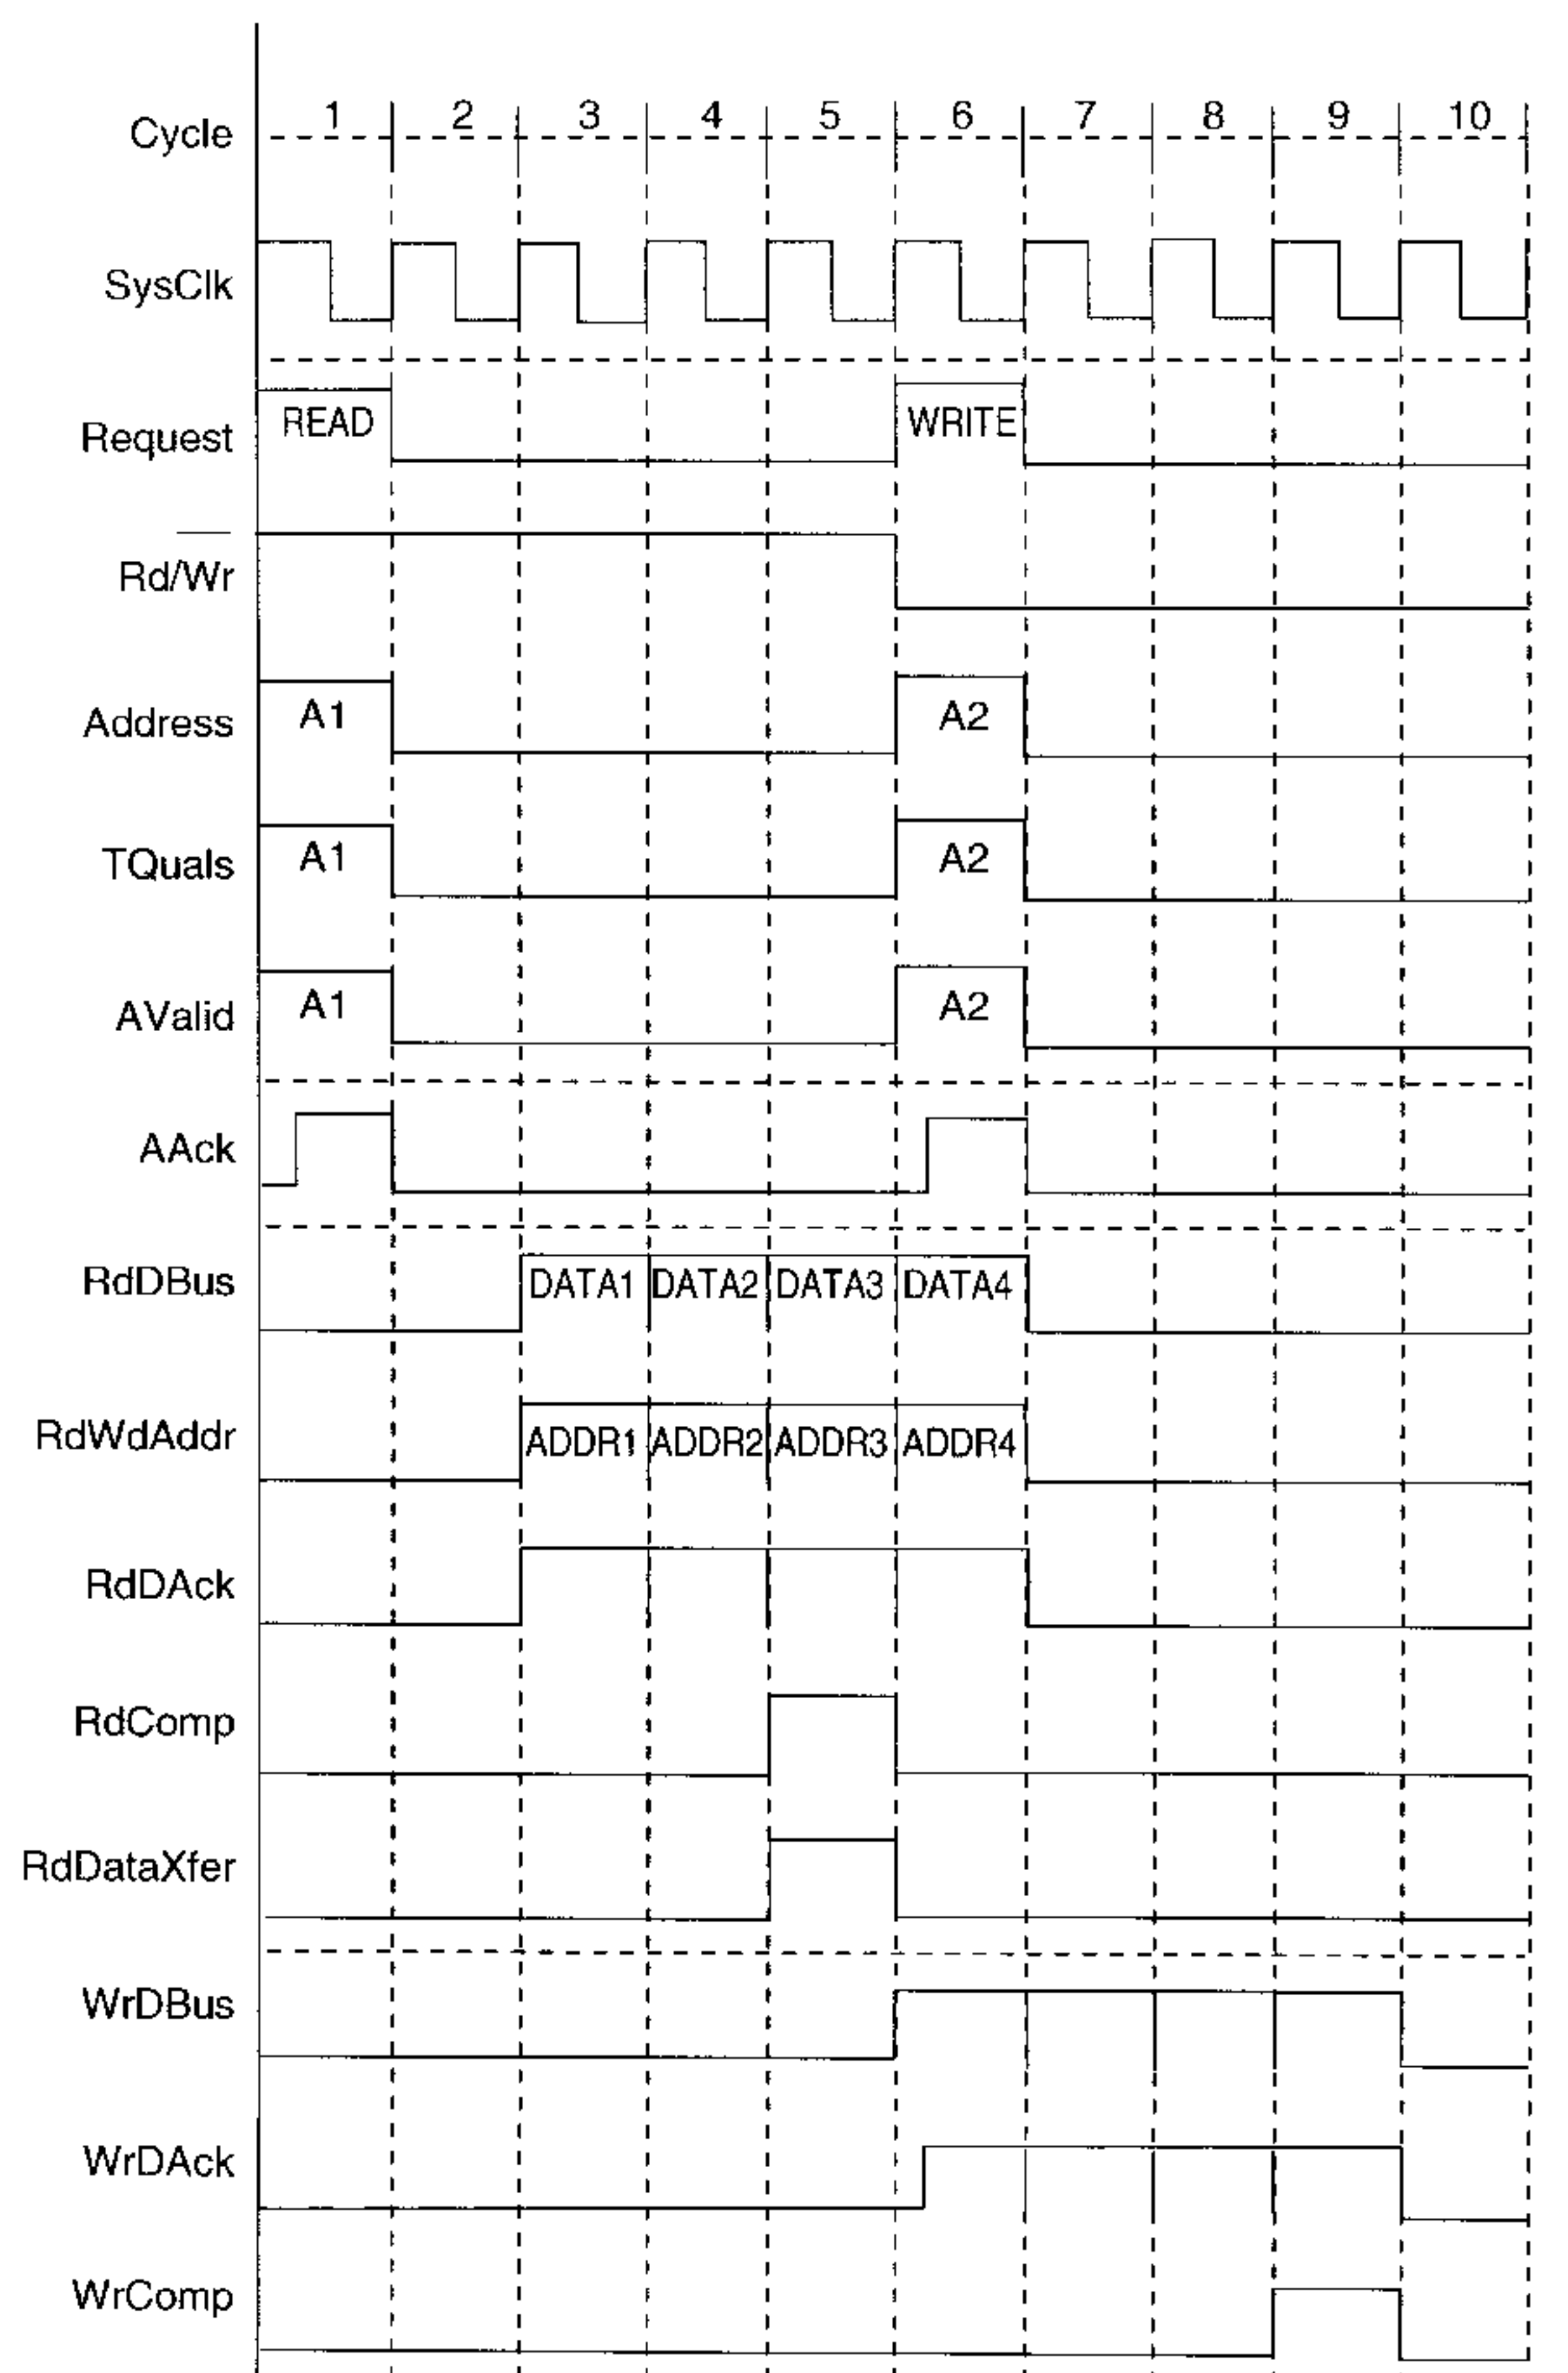 Cycle 1 2 3 4 5 6 7 8 9 10
SysClk
Request READ WRITE
Rd/Wr
Address A1 A2
TQuals A1 A2
AValid A1 A2
AAck
RdDBus DATA1 DATA2 DATA3 DATA4
RdWdAddr ADDR1 ADDR2 ADDR3 ADDR4
RdDAck
RdComp
RdDataXfer
WrDBus
WrDAck
WrComp